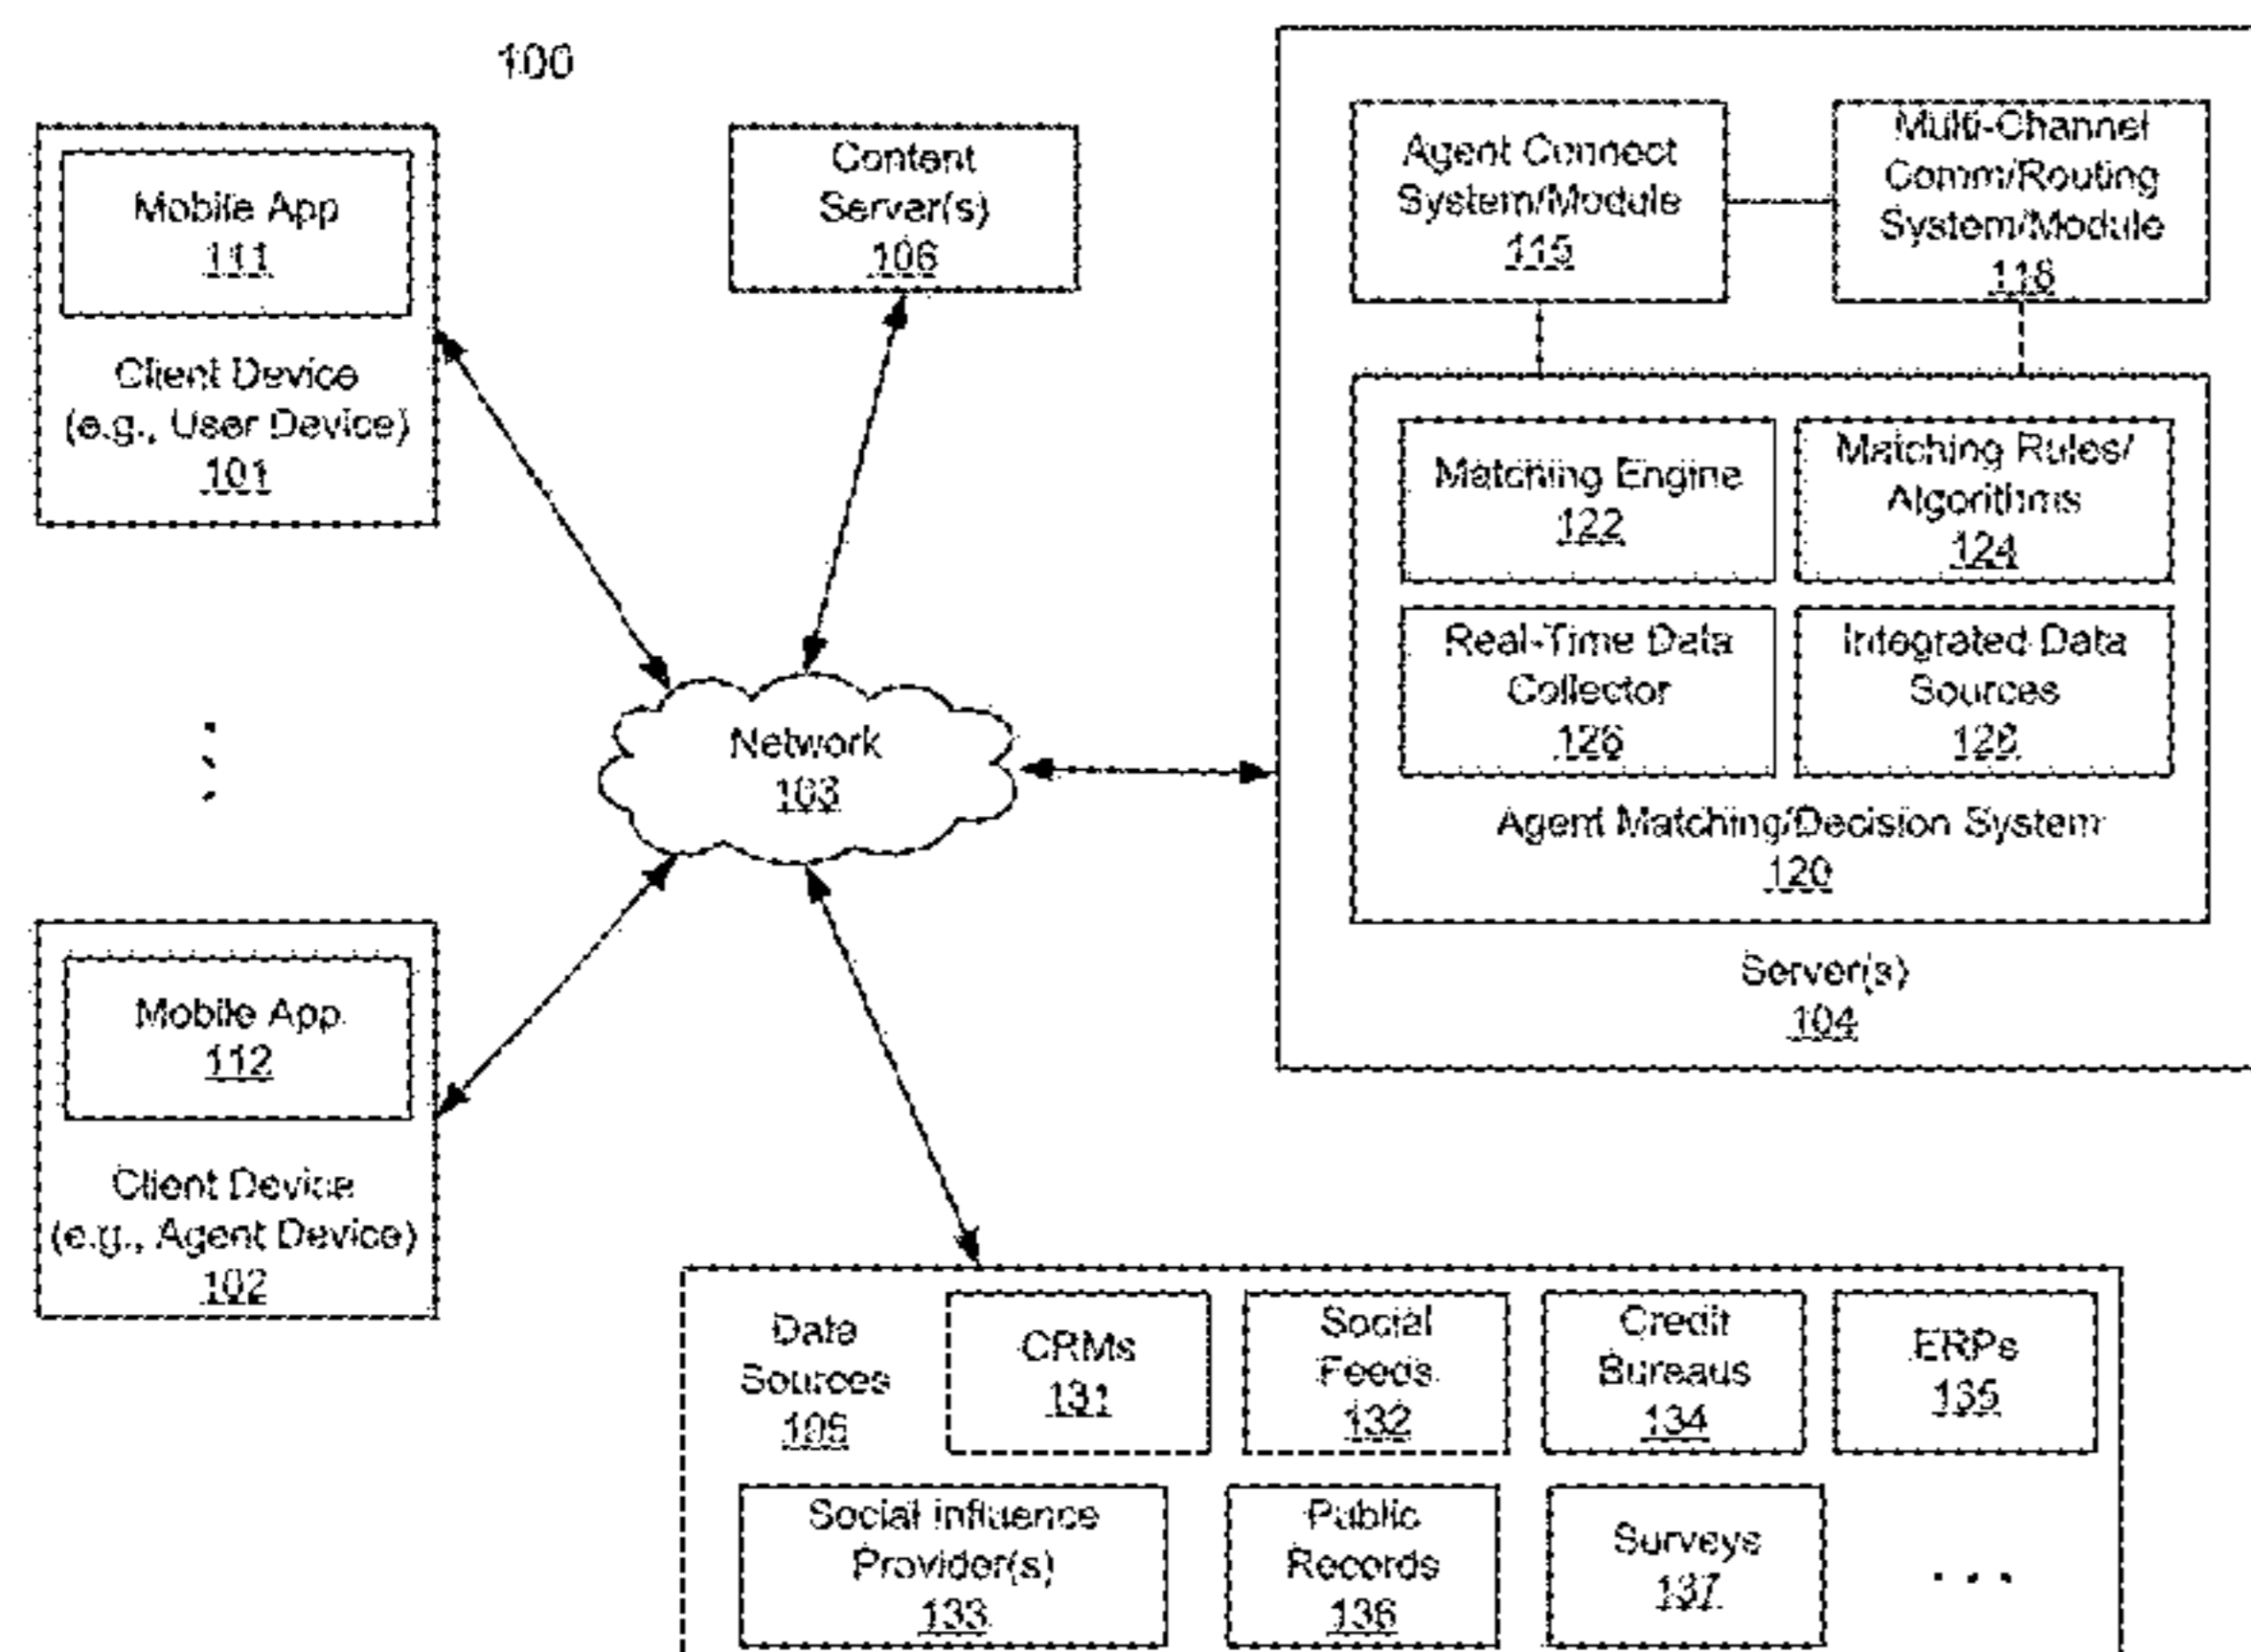 100
Mobile App
111
Client Device
(e.g., User Device)
101
Content
Server(s)
106
Agent Connect
System/Module
115
Multi-Channel
Comm/Routing
System/Module
116
Matching Engine
122
Matching Rules/
Algorithms
124
Real-Time Data
Collector
126
Integrated Data
Sources
128
Agent Matching/Decision System
120
Server(s)
104
Network
103
Mobile App
112
Client Device
(e.g., Agent Device)
102
Data
Sources
105
CRMs
131
Social
Feeds
132
Credit
Bureaus
134
ERPs
135
Social Influence
Provider(s)
133
Public
Records
136
Surveys
137
. . .